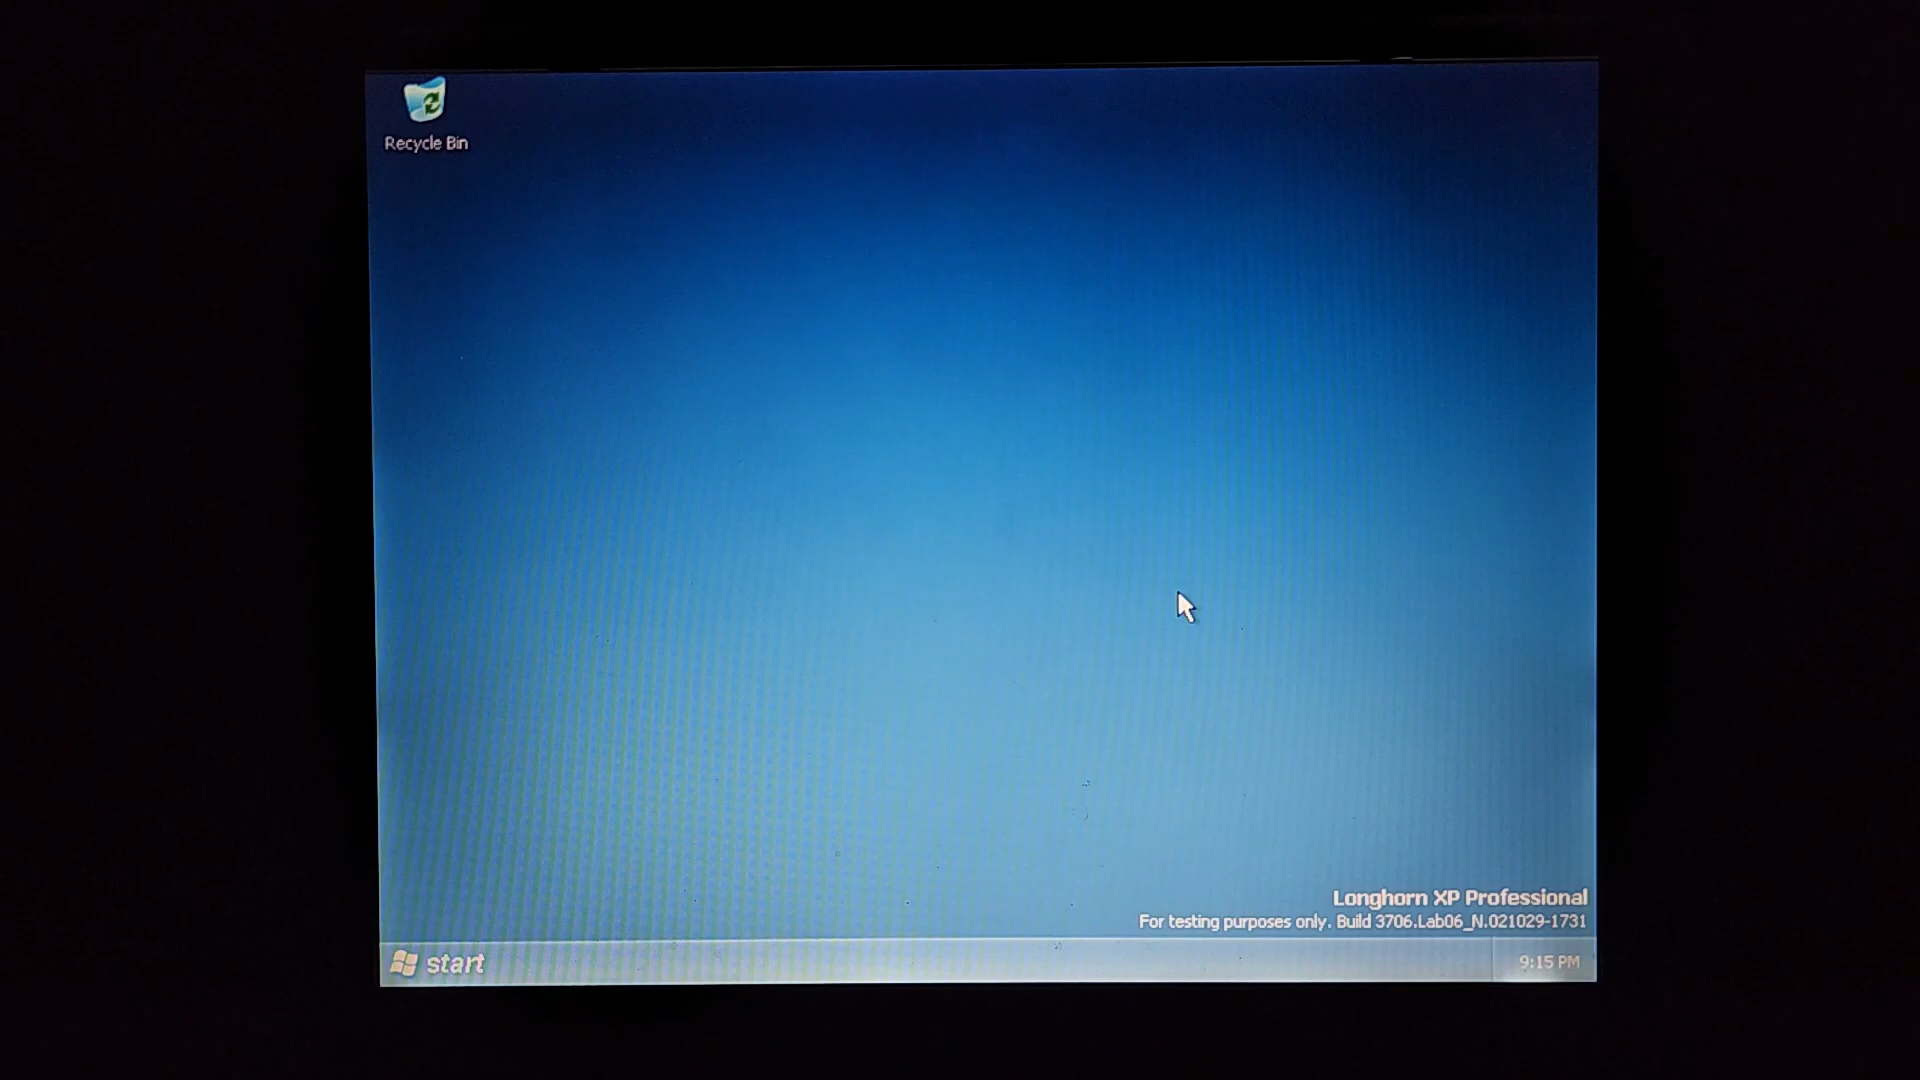 Recycle Bin
Longhorn XP Professional
For testing purposes only. Build 3706.Lab06_N.021029-1731
start
9:15 PM